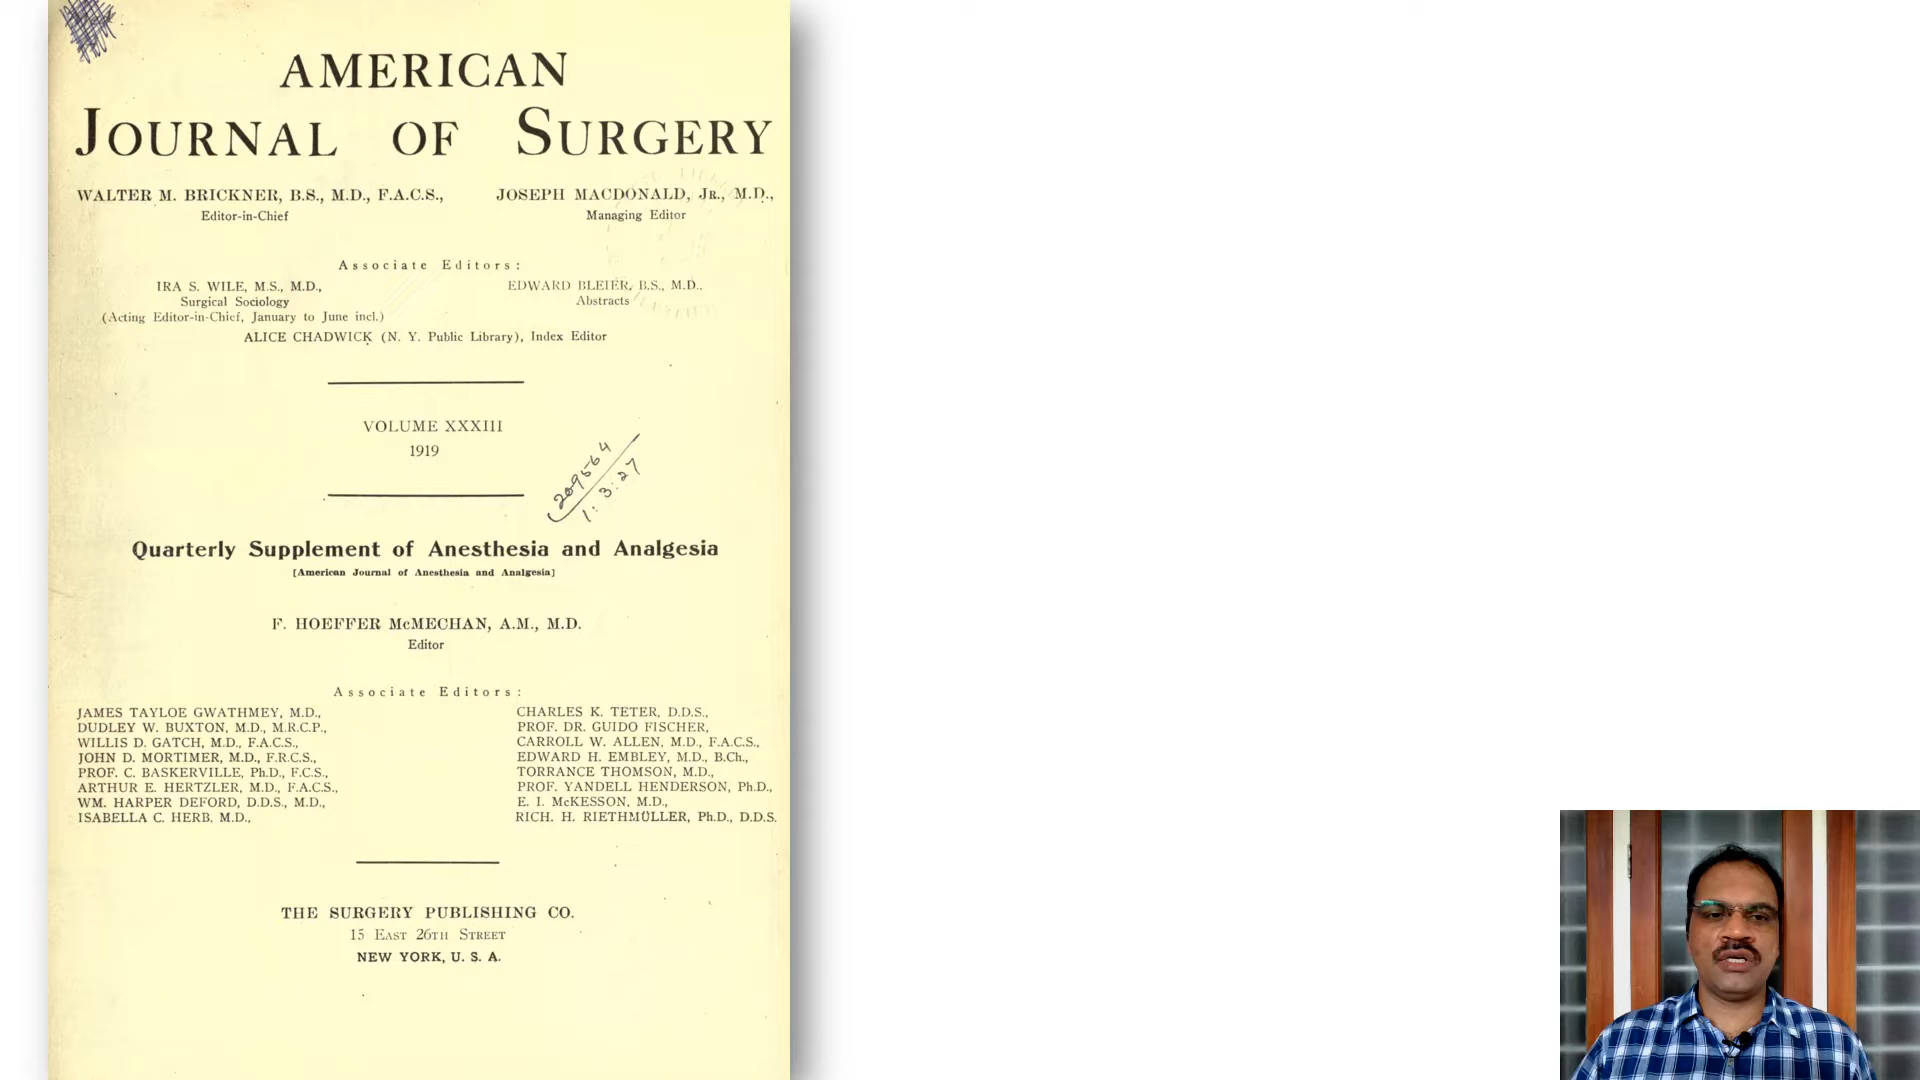 AMERICAN
JOURNAL OF SURGERY
WALTER M. BRICKNER, B.S., M.D., F.A.C.S., JOSEPH MACDONALD, JR., M.D.,
Editor-in-Chief Managing Editor
Associate Editors:
IRA S. WILE, M.S., M.D., EDWARD BLEIER, B.S., M.D.,
Surgical Sociology Abstracts
(Acting Editor-in-Chief, January to June incl.)
ALICE CHADWICK (N. Y. Public Library), Index Editor
VOLUME XXXIII
1919
209564
1:3:27
Quarterly Supplement of Anesthesia and Analgesia
[American Journal of Anesthesia and Analgesia]
F. HOEFFER McMECHAN, A.M., M.D.
Editor
Associate Editors:
JAMES TAYLOE GWATHMEY, M.D., CHARLES K. TETER, D.D.S.,
DUDLEY W. BUXTON, M.D., M.R.C.P., PROF. DR. GUIDO FISCHER,
WILLIS D. GATCH, M.D., F.A.C.S., CARROLL W. ALLEN, M.D., F.A.C.S.,
JOHN D. MORTIMER, M.D., F.R.C.S., EDWARD H. EMBLEY, M.D., B.Ch.,
PROF. C. BASKERVILLE, Ph.D., F.C.S., TORRANCE THOMSON, M.D.,
ARTHUR E. HERTZLER, M.D., F.A.C.S., PROF. YANDELL HENDERSON, Ph.D.,
WM. HARPER DEFORD, D.D.S., M.D., E. I. McKESSON, M.D.,
ISABELLA C. HERB. M.D., RICH. H. RIETHMÜLLER, Ph.D., D.D.S.
THE SURGERY PUBLISHING CO.
15 EAST 26TH STREET
NEW YORK, U. S. A.